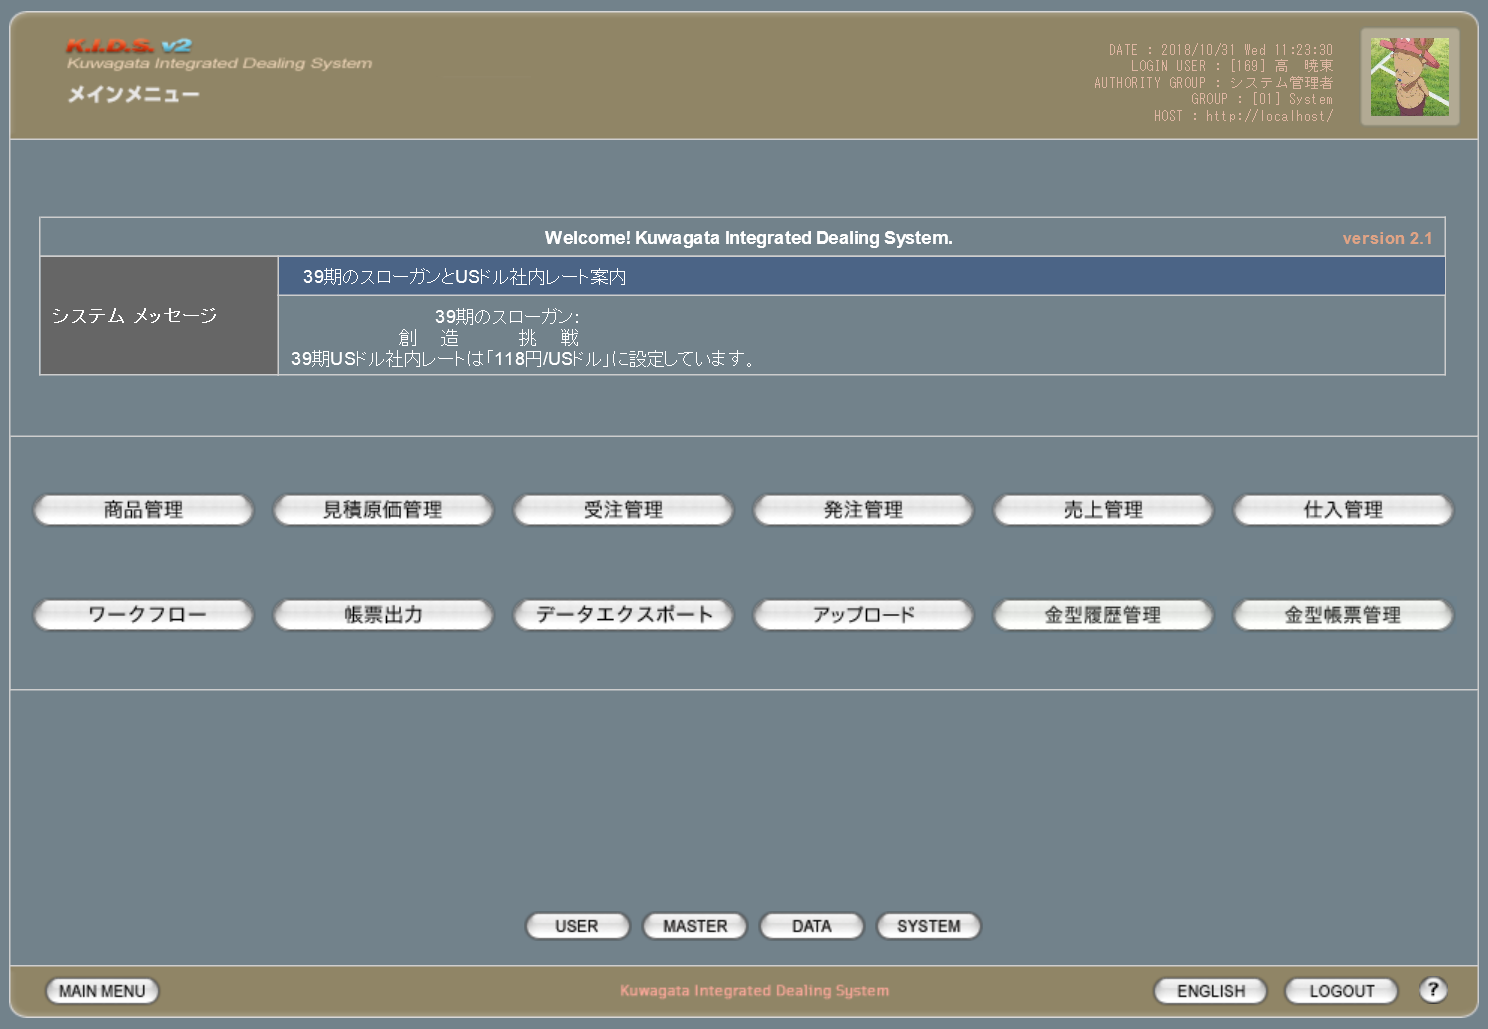 K.I.D.S. v2
Kuwagata Integrated Dealing System
メインメニュー
DATE : 2018/10/31 Wed 11:23:30
LOGIN USER : [169] 高　暁東
AUTHORITY GROUP : システム管理者
GROUP : [01] System
HOST : http://localhost/
Welcome! Kuwagata Integrated Dealing System.
version 2.1
システム メッセージ
39期のスローガンとUSドル社内レート案内
39期のスローガン：
創　造　　　挑　戦
39期USドル社内レートは「118円/USドル」に設定しています。
商品管理 見積原価管理 受注管理 発注管理 売上管理 仕入管理
ワークフロー 帳票出力 データエクスポート アップロード 金型履歴管理 金型帳票管理
USER MASTER DATA SYSTEM
MAIN MENU Kuwagata Integrated Dealing System ENGLISH LOGOUT ?